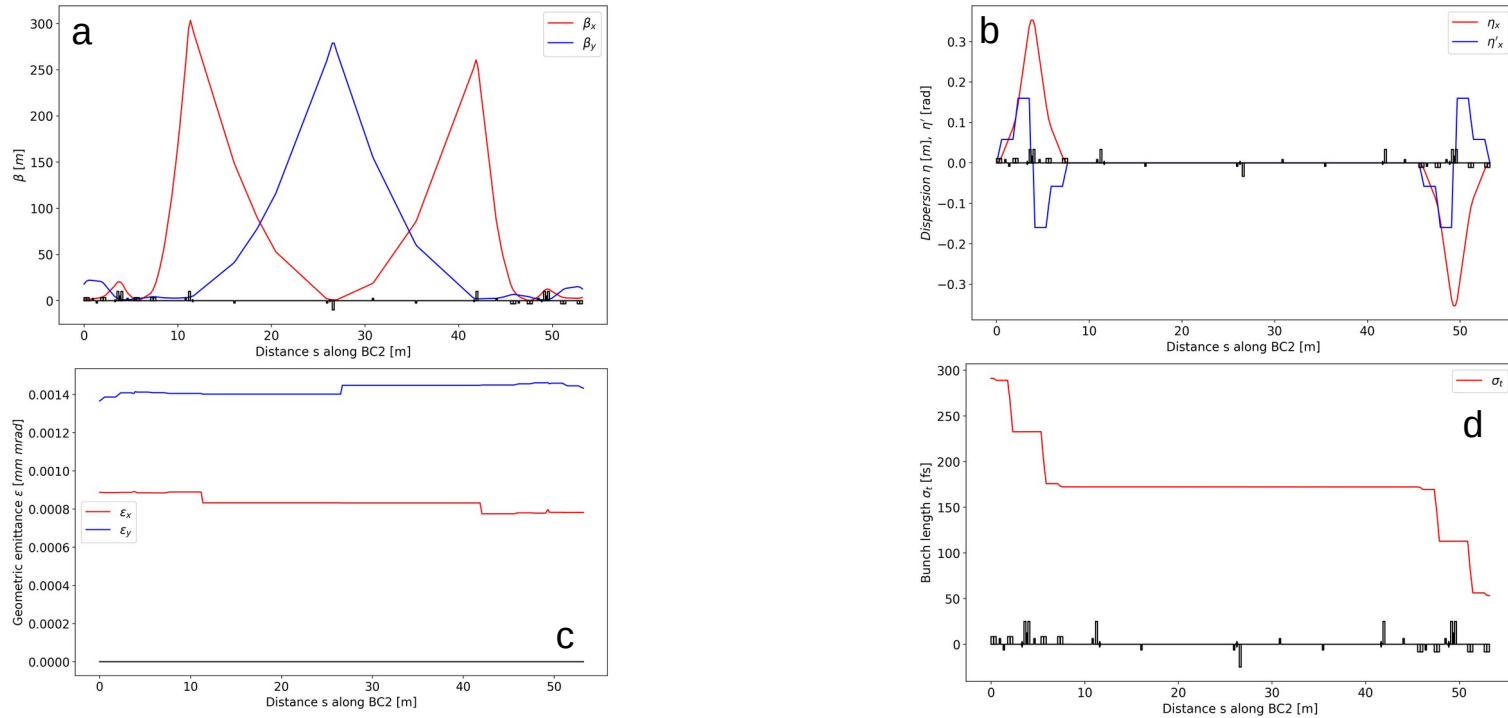 a
β [m]
300
250
200
150
100
50
0
βx
βy
0 10 20 30 40 50
Distance s along BC2 [m]
b
Dispersion η [m], η′ [rad]
0.3
0.2
0.1
0.0
−0.1
−0.2
−0.3
ηx
η′x
0 10 20 30 40 50
Distance s along BC2 [m]
c
Geometric emittance ε [mm mrad]
0.0014
0.0012
0.0010
0.0008
0.0006
0.0004
0.0002
0.0000
εx
εy
0 10 20 30 40 50
Distance s along BC2 [m]
d
Bunch length σt [fs]
300
250
200
150
100
50
0
σt
0 10 20 30 40 50
Distance s along BC2 [m]